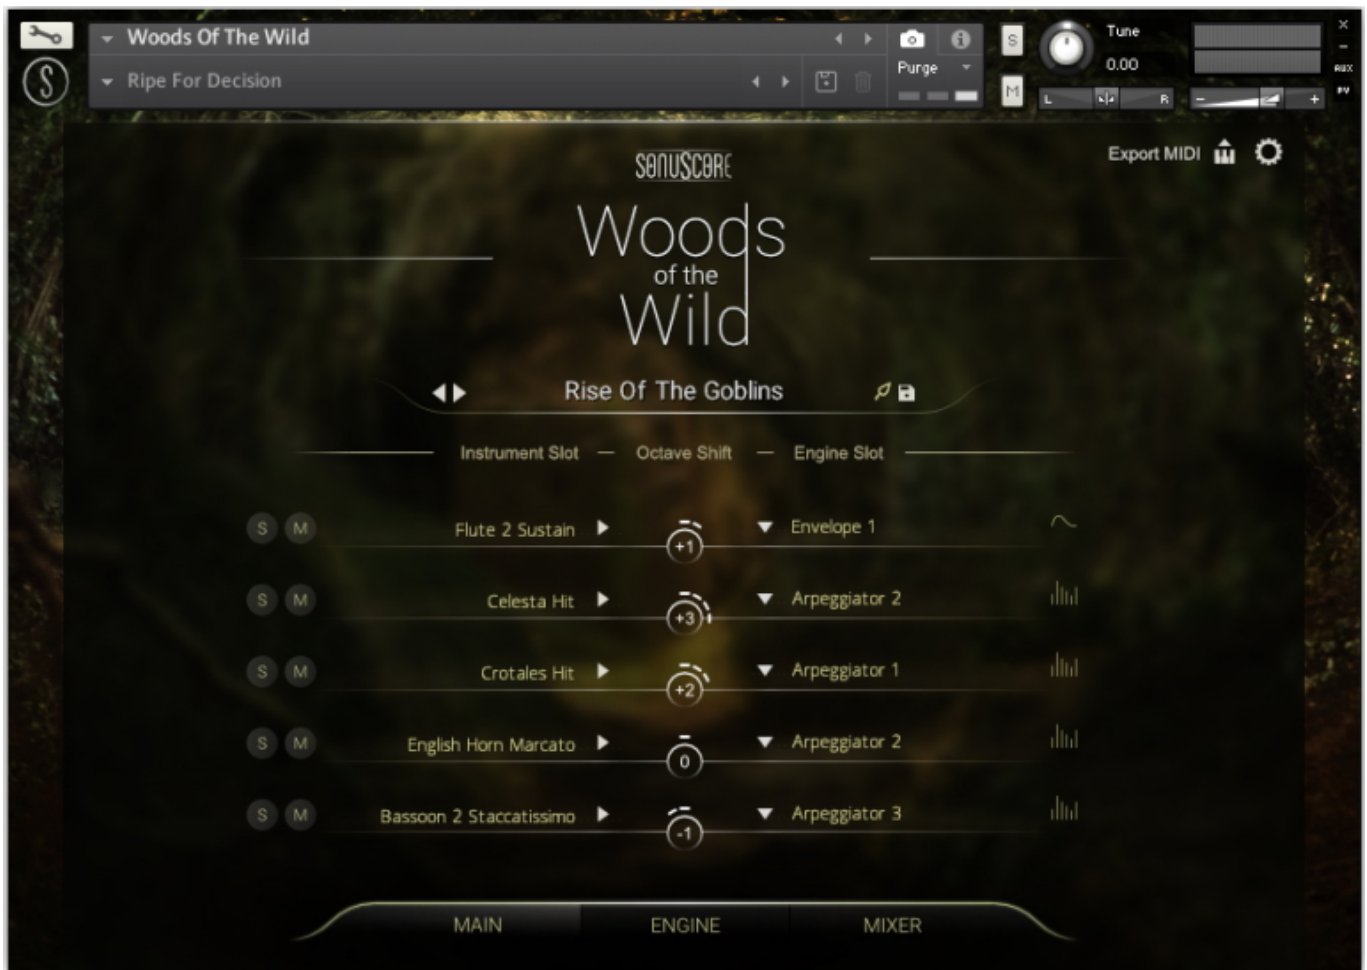 Woods Of The Wild
S
Tune
x
-
Purge
0.00
AUX
Ripe For Decision
M
L R
- +
PV
S
SONUSCORE
Export MIDI
Woods
of the
Wild
Rise Of The Goblins
Instrument Slot — Octave Shift — Engine Slot
S M Flute 2 Sustain +1 Envelope 1
S M Celesta Hit +3 Arpeggiator 2
S M Crotales Hit +2 Arpeggiator 1
S M English Horn Marcato 0 Arpeggiator 2
S M Bassoon 2 Staccatissimo -1 Arpeggiator 3
MAIN ENGINE MIXER